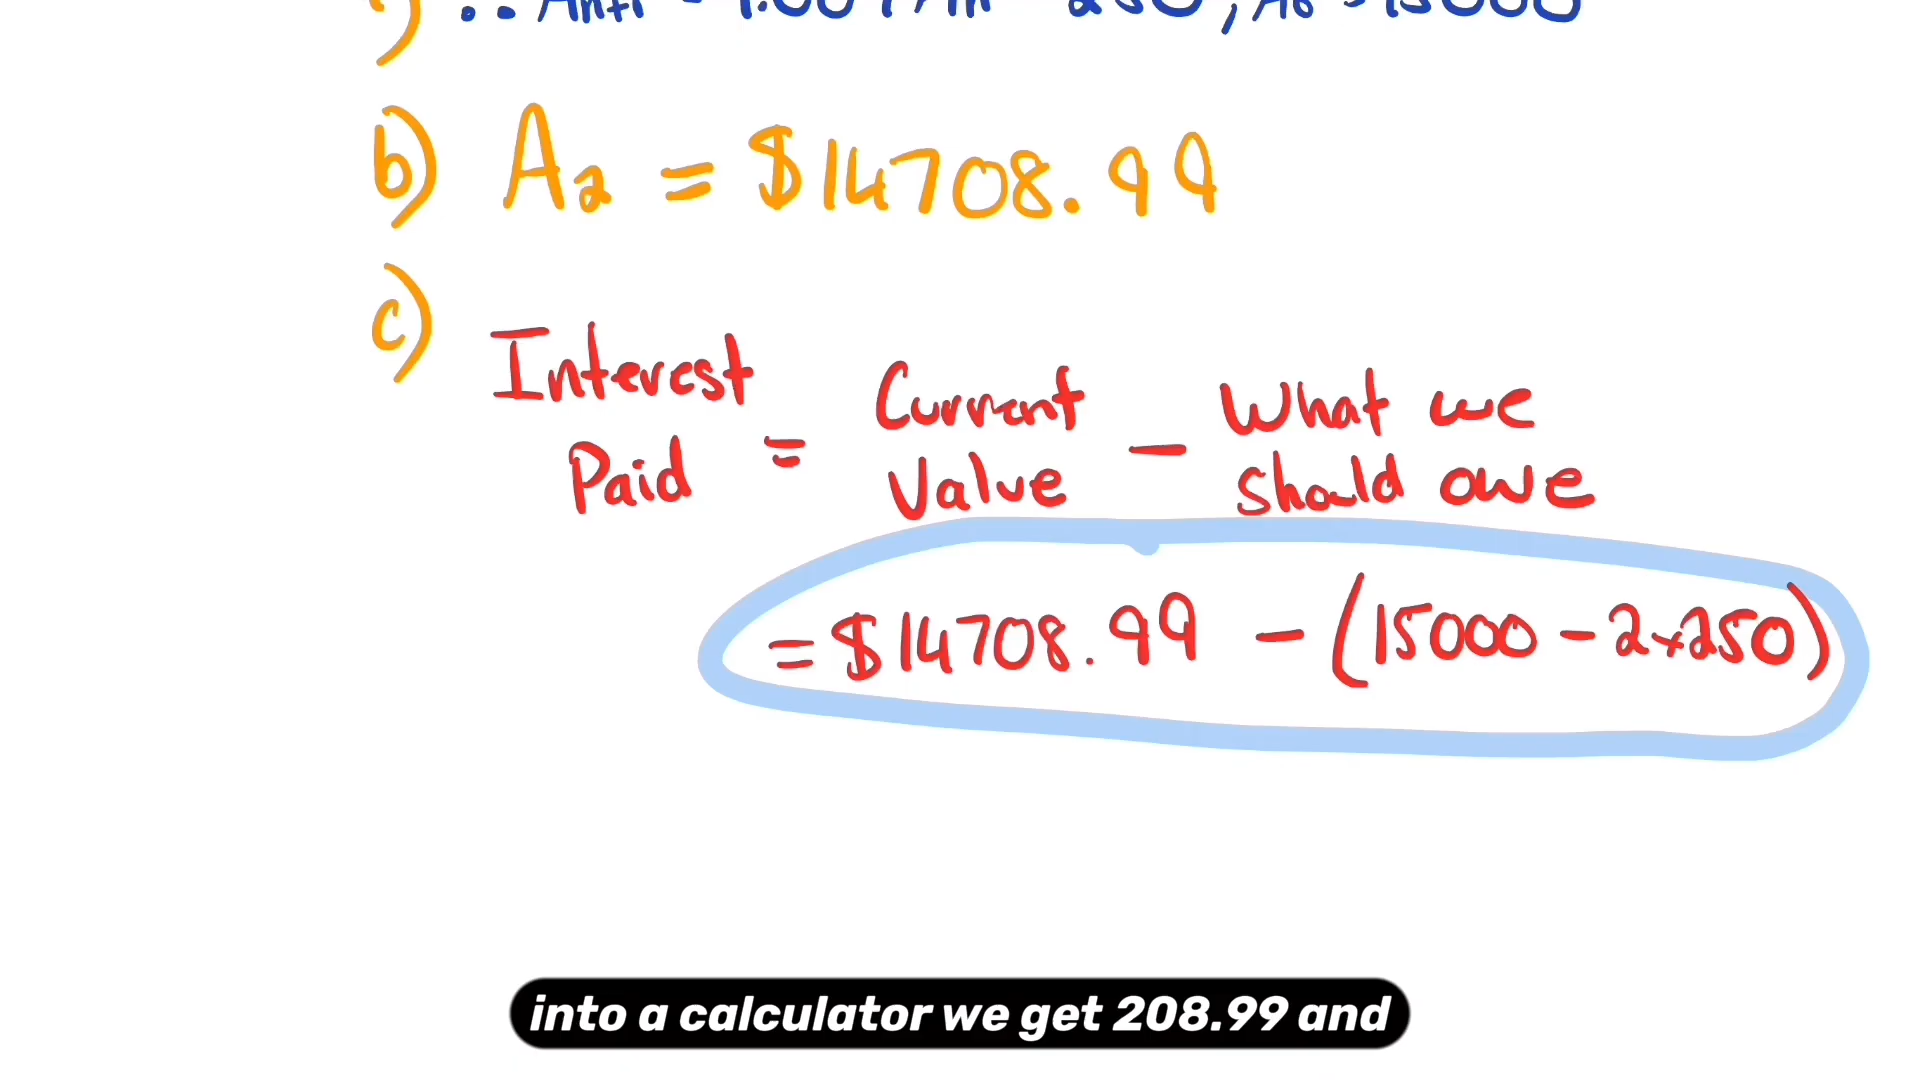 b) A₂ = $14708.99
c)
Interest Paid = Current Value - What we should owe
= $14708.99 - (15000 - 2×250)
into a calculator we get 208.99 and